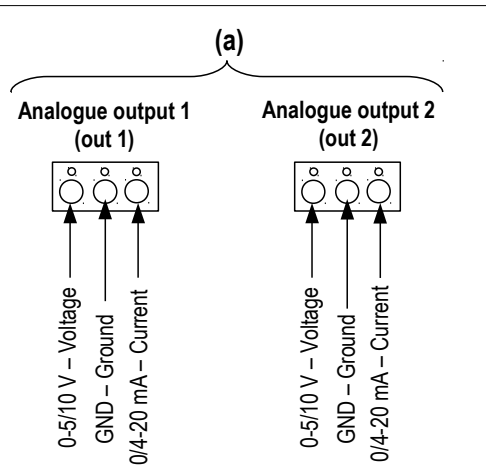 (a)
Analogue output 1
(out 1)
Analogue output 2
(out 2)
0-5/10 V – Voltage
GND – Ground
0/4-20 mA – Current
0-5/10 V – Voltage
GND – Ground
0/4-20 mA – Current